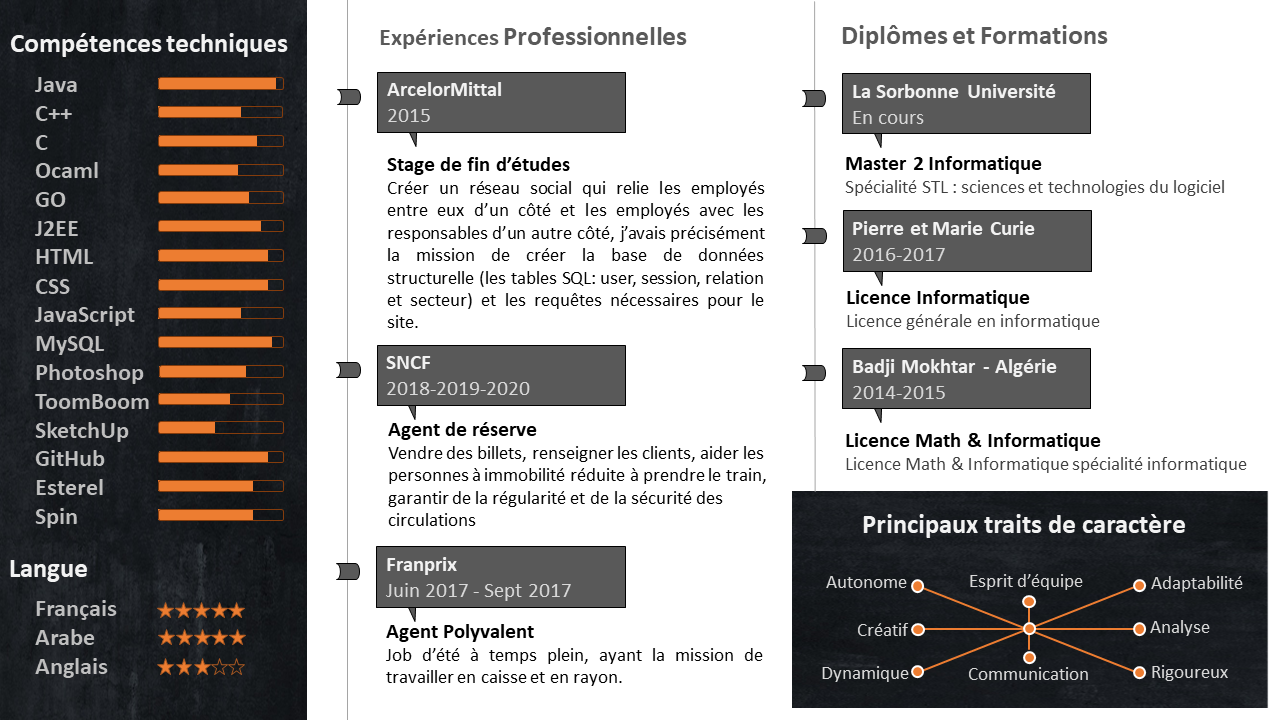 Compétences techniques
Java
C++
C
Ocaml
GO
J2EE
HTML
CSS
JavaScript
MySQL
Photoshop
ToomBoom
SketchUp
GitHub
Esterel
Spin
Langue
Français
Arabe
Anglais
Expériences Professionnelles
ArcelorMittal
2015
Stage de fin d’études
Créer un réseau social qui relie les employés
entre eux d’un côté et les employés avec les
responsables d’un autre côté, j’avais précisément
la mission de créer la base de données
structurelle (les tables SQL: user, session, relation
et secteur) et les requêtes nécessaires pour le
site.
SNCF
2018-2019-2020
Agent de réserve
Vendre des billets, renseigner les clients, aider les
personnes à immobilité réduite à prendre le train,
garantir de la régularité et de la sécurité des
circulations
Franprix
Juin 2017 - Sept 2017
Agent Polyvalent
Job d’été à temps plein, ayant la mission de
travailler en caisse et en rayon.
Diplômes et Formations
La Sorbonne Université
En cours
Master 2 Informatique
Spécialité STL : sciences et technologies du logiciel
Pierre et Marie Curie
2016-2017
Licence Informatique
Licence générale en informatique
Badji Mokhtar - Algérie
2014-2015
Licence Math & Informatique
Licence Math & Informatique spécialité informatique
Principaux traits de caractère
Autonome
Esprit d’équipe
Adaptabilité
Créatif
Analyse
Dynamique
Communication
Rigoureux